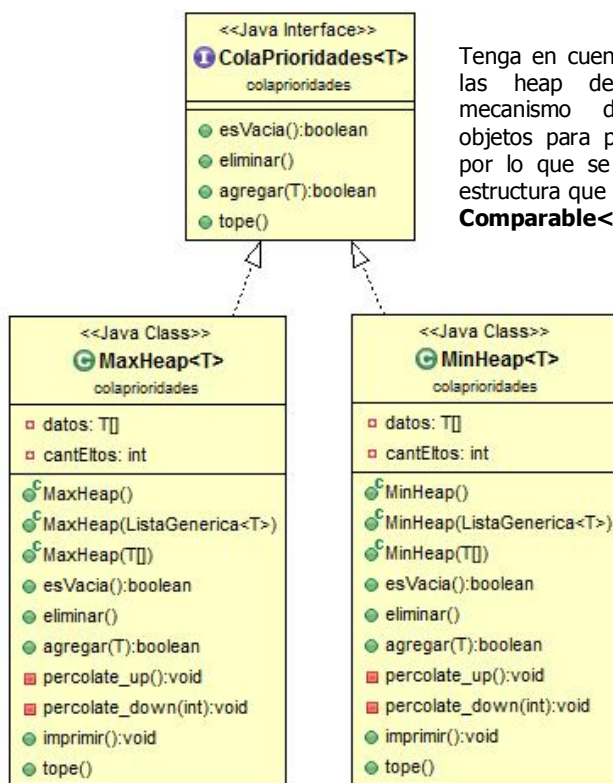 <<Java Interface>>
ColaPrioridades<T>
colaprioridades
esVacia():boolean
eliminar()
agregar(T):boolean
tope()
Tenga en cuen
las heap de
mecanismo d
objetos para p
por lo que se
estructura que
Comparable<
<<Java Class>>
MaxHeap<T>
colaprioridades
datos: T[]
cantEltos: int
MaxHeap()
MaxHeap(ListaGenerica<T>)
MaxHeap(T[])
esVacia():boolean
eliminar()
agregar(T):boolean
percolate_up():void
percolate_down(int):void
imprimir():void
tope()
<<Java Class>>
MinHeap<T>
colaprioridades
datos: T[]
cantEltos: int
MinHeap()
MinHeap(ListaGenerica<T>)
MinHeap(T[])
esVacia():boolean
eliminar()
agregar(T):boolean
percolate_up():void
percolate_down(int):void
imprimir():void
tope()